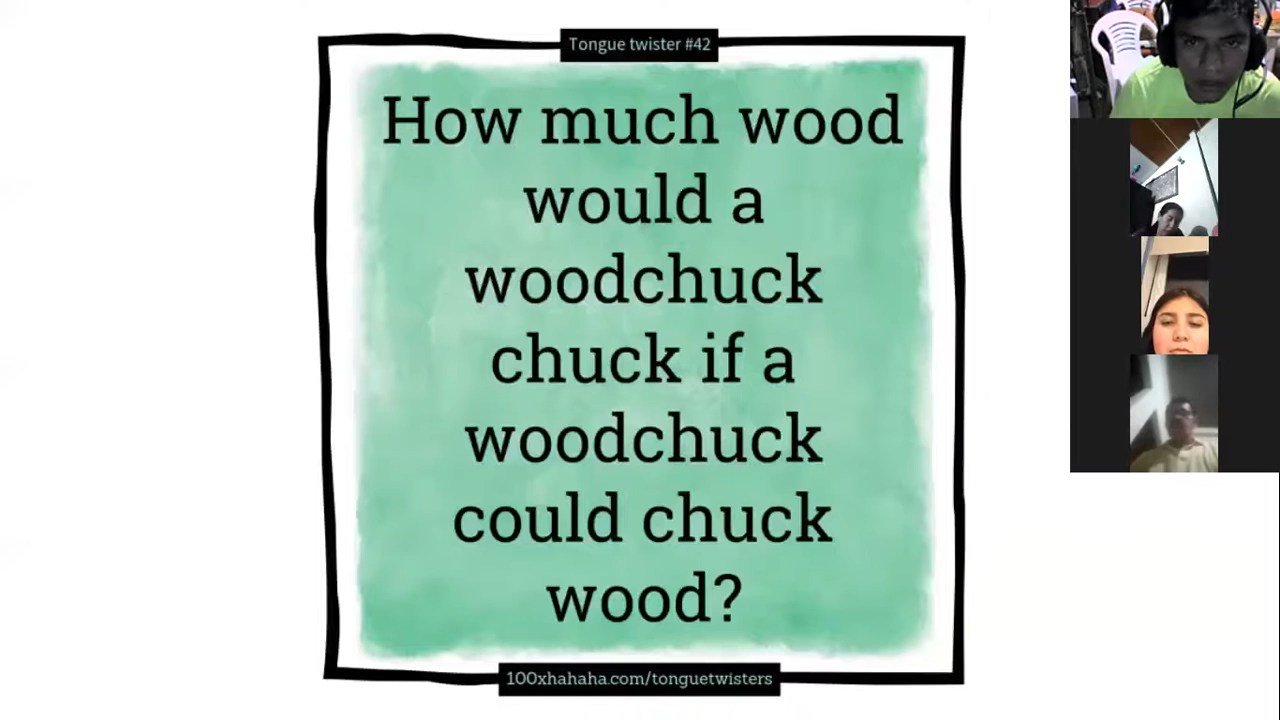 Tongue twister #42
How much wood
would a
woodchuck
chuck if a
woodchuck
could chuck
wood?
100xhahaha.com/tonguetwisters